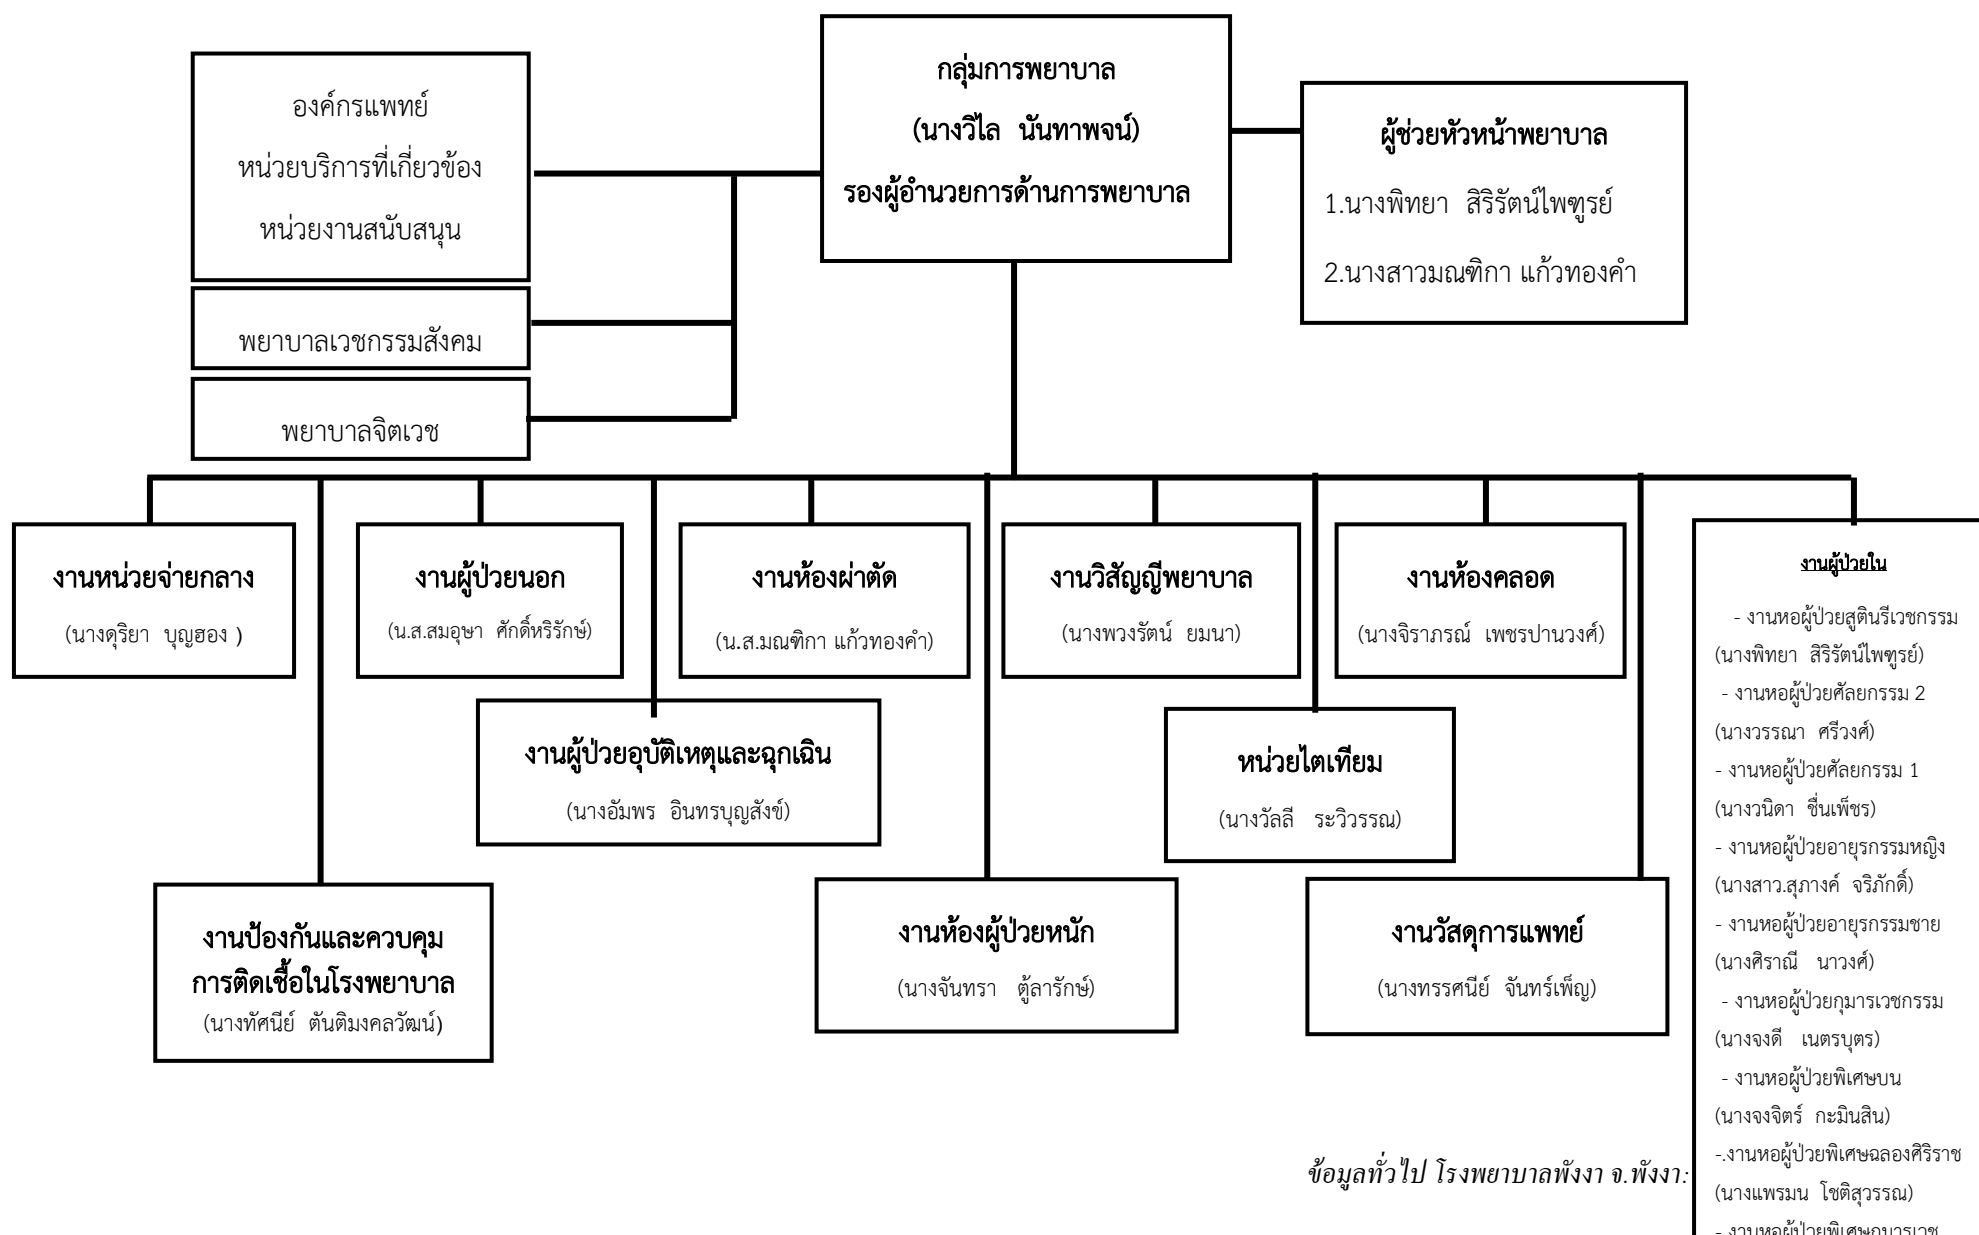 กลุ่มการพยาบาล
(นางวิไล นันทาพจน์)
รองผู้อำนวยการด้านการพยาบาล
องค์กรแพทย์
หน่วยบริการที่เกี่ยวข้อง
หน่วยงานสนับสนุน
ผู้ช่วยหัวหน้าพยาบาล
1.นางพิทยา สิริรัตน์ไพฑูรย์
2.นางสาวมณฑิกา แก้วทองคำ
พยาบาลเวชกรรมสังคม
พยาบาลจิตเวช
งานหน่วยจ่ายกลาง
(นางดุริยา บุญฮอง )
งานผู้ป่วยนอก
(น.ส.สมอุษา ศักดิ์หริรักษ์)
งานห้องผ่าตัด
(น.ส.มณฑิกา แก้วทองคำ)
งานวิสัญญีพยาบาล
(นางพวงรัตน์ ยมนา)
งานห้องคลอด
(นางจิราภรณ์ เพชรปานวงศ์)
งานผู้ป่วยอุบัติเหตุและฉุกเฉิน
(นางอัมพร อินทรบุญสังข์)
หน่วยไตเทียม
(นางวัลลี ระวิวรรณ)
งานป้องกันและควบคุม
การติดเชื้อในโรงพยาบาล
(นางทัศนีย์ ตันติมงคลวัฒน์)
งานห้องผู้ป่วยหนัก
(นางจันทรา ตู้ลารักษ์)
งานวัสดุการแพทย์
(นางทรรศนีย์ จันทร์เพ็ญ)
งานผู้ป่วยใน
- งานหอผู้ป่วยสูตินรีเวชกรรม
(นางพิทยา สิริรัตน์ไพฑูรย์)
- งานหอผู้ป่วยศัลยกรรม 2
(นางวรรณา ศรีวงศ์)
- งานหอผู้ป่วยศัลยกรรม 1
(นางวนิดา ชื่นเพ็ชร)
- งานหอผู้ป่วยอายุรกรรมหญิง
(นางสาว.สุภางค์ จริภักดิ์)
- งานหอผู้ป่วยอายุรกรรมชาย
(นางศิราณี นาวงศ์)
- งานหอผู้ป่วยกุมารเวชกรรม
(นางจงดี เนตรบุตร)
- งานหอผู้ป่วยพิเศษบน
(นางจงจิตร์ กะมินสิน)
-.งานหอผู้ป่วยพิเศษฉลองศิริราช
(นางแพรมน โชติสุวรรณ)
- งานหอผู้ป่วยพิเศษกุมารเวช
ข้อมูลทั่วไป โรงพยาบาลพังงา จ.พังงา: